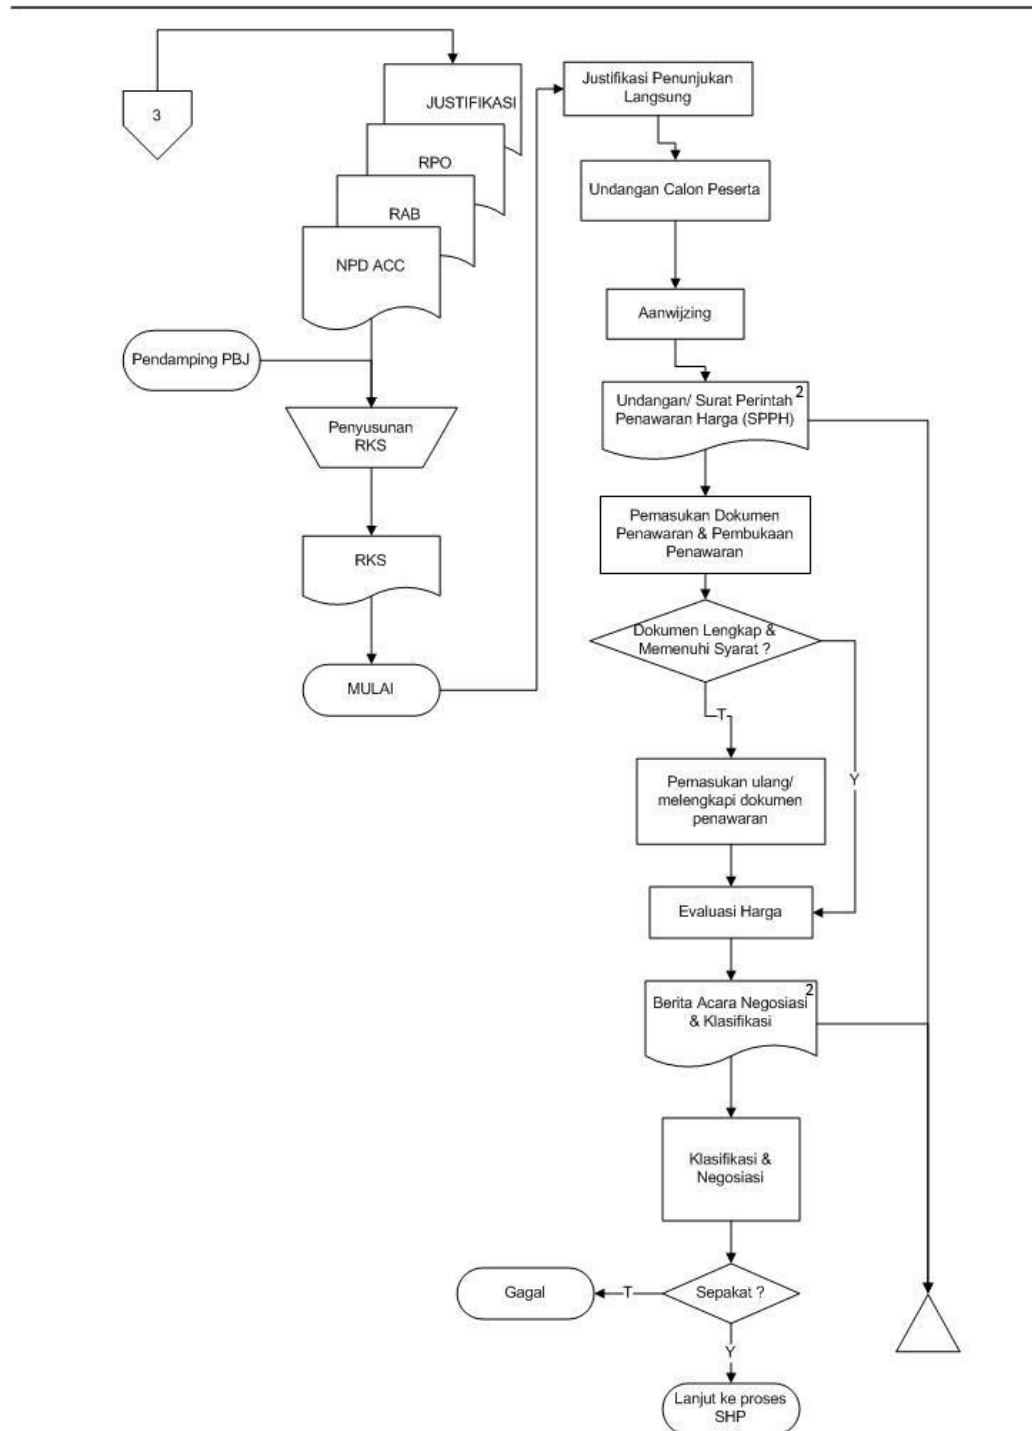 3
JUSTIFIKASI
RPO
RAB
NPD ACC
Pendamping PBJ
Penyusunan
RKS
RKS
MULAI
Justifikasi Penunjukan
Langsung
Undangan Calon Peserta
Aanwijzing
Undangan/ Surat Perintah 2
Penawaran Harga (SPPH)
Pemasukan Dokumen
Penawaran & Pembukaan
Penawaran
Dokumen Lengkap &
Memenuhi Syarat ?
T
Y
Pemasukan ulang/
melengkapi dokumen
penawaran
Evaluasi Harga
Berita Acara Negosiasi 2
& Klasifikasi
Klasifikasi &
Negosiasi
Sepakat ?
T
Gagal
Y
Lanjut ke proses
SHP